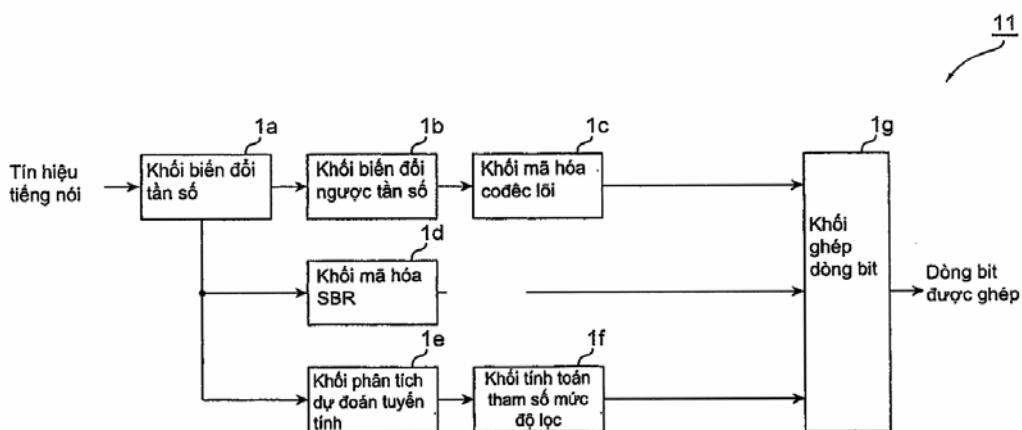 11
1a
1b
1c
1g
Tín hiệu
tiếng nói
Khối biến đổi
tần số
Khối biến đổi
ngược tần số
Khối mã hóa
cođêc lõi
Khối
ghép
dòng bit
1d
Khối mã hóa
SBR
Dòng bit
được ghép
1e
1f
Khối phân tích
dự đoán tuyến
tính
Khối tính toán
tham số mức
độ lọc